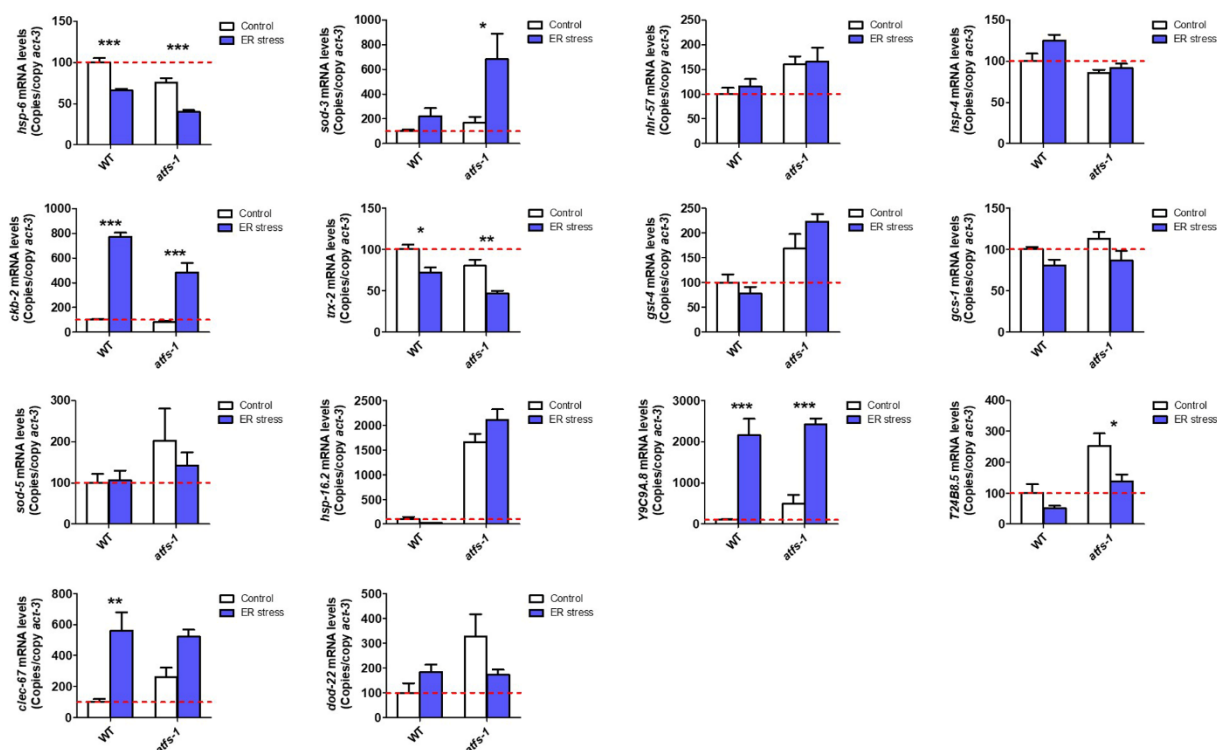 hsp-6 mRNA levels
(Copies/copy act-3)
150
100
50
0
***
***
WT
atfs-1
Control
ER stress
sod-3 mRNA levels
(Copies/copy act-3)
1000
800
600
400
200
0
*
WT
atfs-1
Control
ER stress
nhr-57 mRNA levels
(Copies/copy act-3)
250
200
150
100
50
0
WT
atfs-1
Control
ER stress
hsp-4 mRNA levels
(Copies/copy act-3)
150
100
50
0
WT
atfs-1
Control
ER stress
ckb-2 mRNA levels
(Copies/copy act-3)
1000
800
600
400
200
0
***
***
WT
atfs-1
Control
ER stress
trx-2 mRNA levels
(Copies/copy act-3)
150
100
50
0
*
**
WT
atfs-1
Control
ER stress
gst-4 mRNA levels
(Copies/copy act-3)
250
200
150
100
50
0
WT
atfs-1
Control
ER stress
gcs-1 mRNA levels
(Copies/copy act-3)
150
100
50
0
WT
atfs-1
Control
ER stress
sod-5 mRNA levels
(Copies/copy act-3)
300
200
100
0
WT
atfs-1
Control
ER stress
hsp-16.2 mRNA levels
(Copies/copy act-3)
2500
2000
1500
1000
500
0
WT
atfs-1
Control
ER stress
Y9C9A.8 mRNA levels
(Copies/copy act-3)
3000
2000
1000
0
***
***
WT
atfs-1
Control
ER stress
T24B8.5 mRNA levels
(Copies/copy act-3)
400
300
200
100
0
*
WT
atfs-1
Control
ER stress
clec-67 mRNA levels
(Copies/copy act-3)
800
600
400
200
0
**
WT
atfs-1
Control
ER stress
dod-22 mRNA levels
(Copies/copy act-3)
500
400
300
200
100
0
WT
atfs-1
Control
ER stress